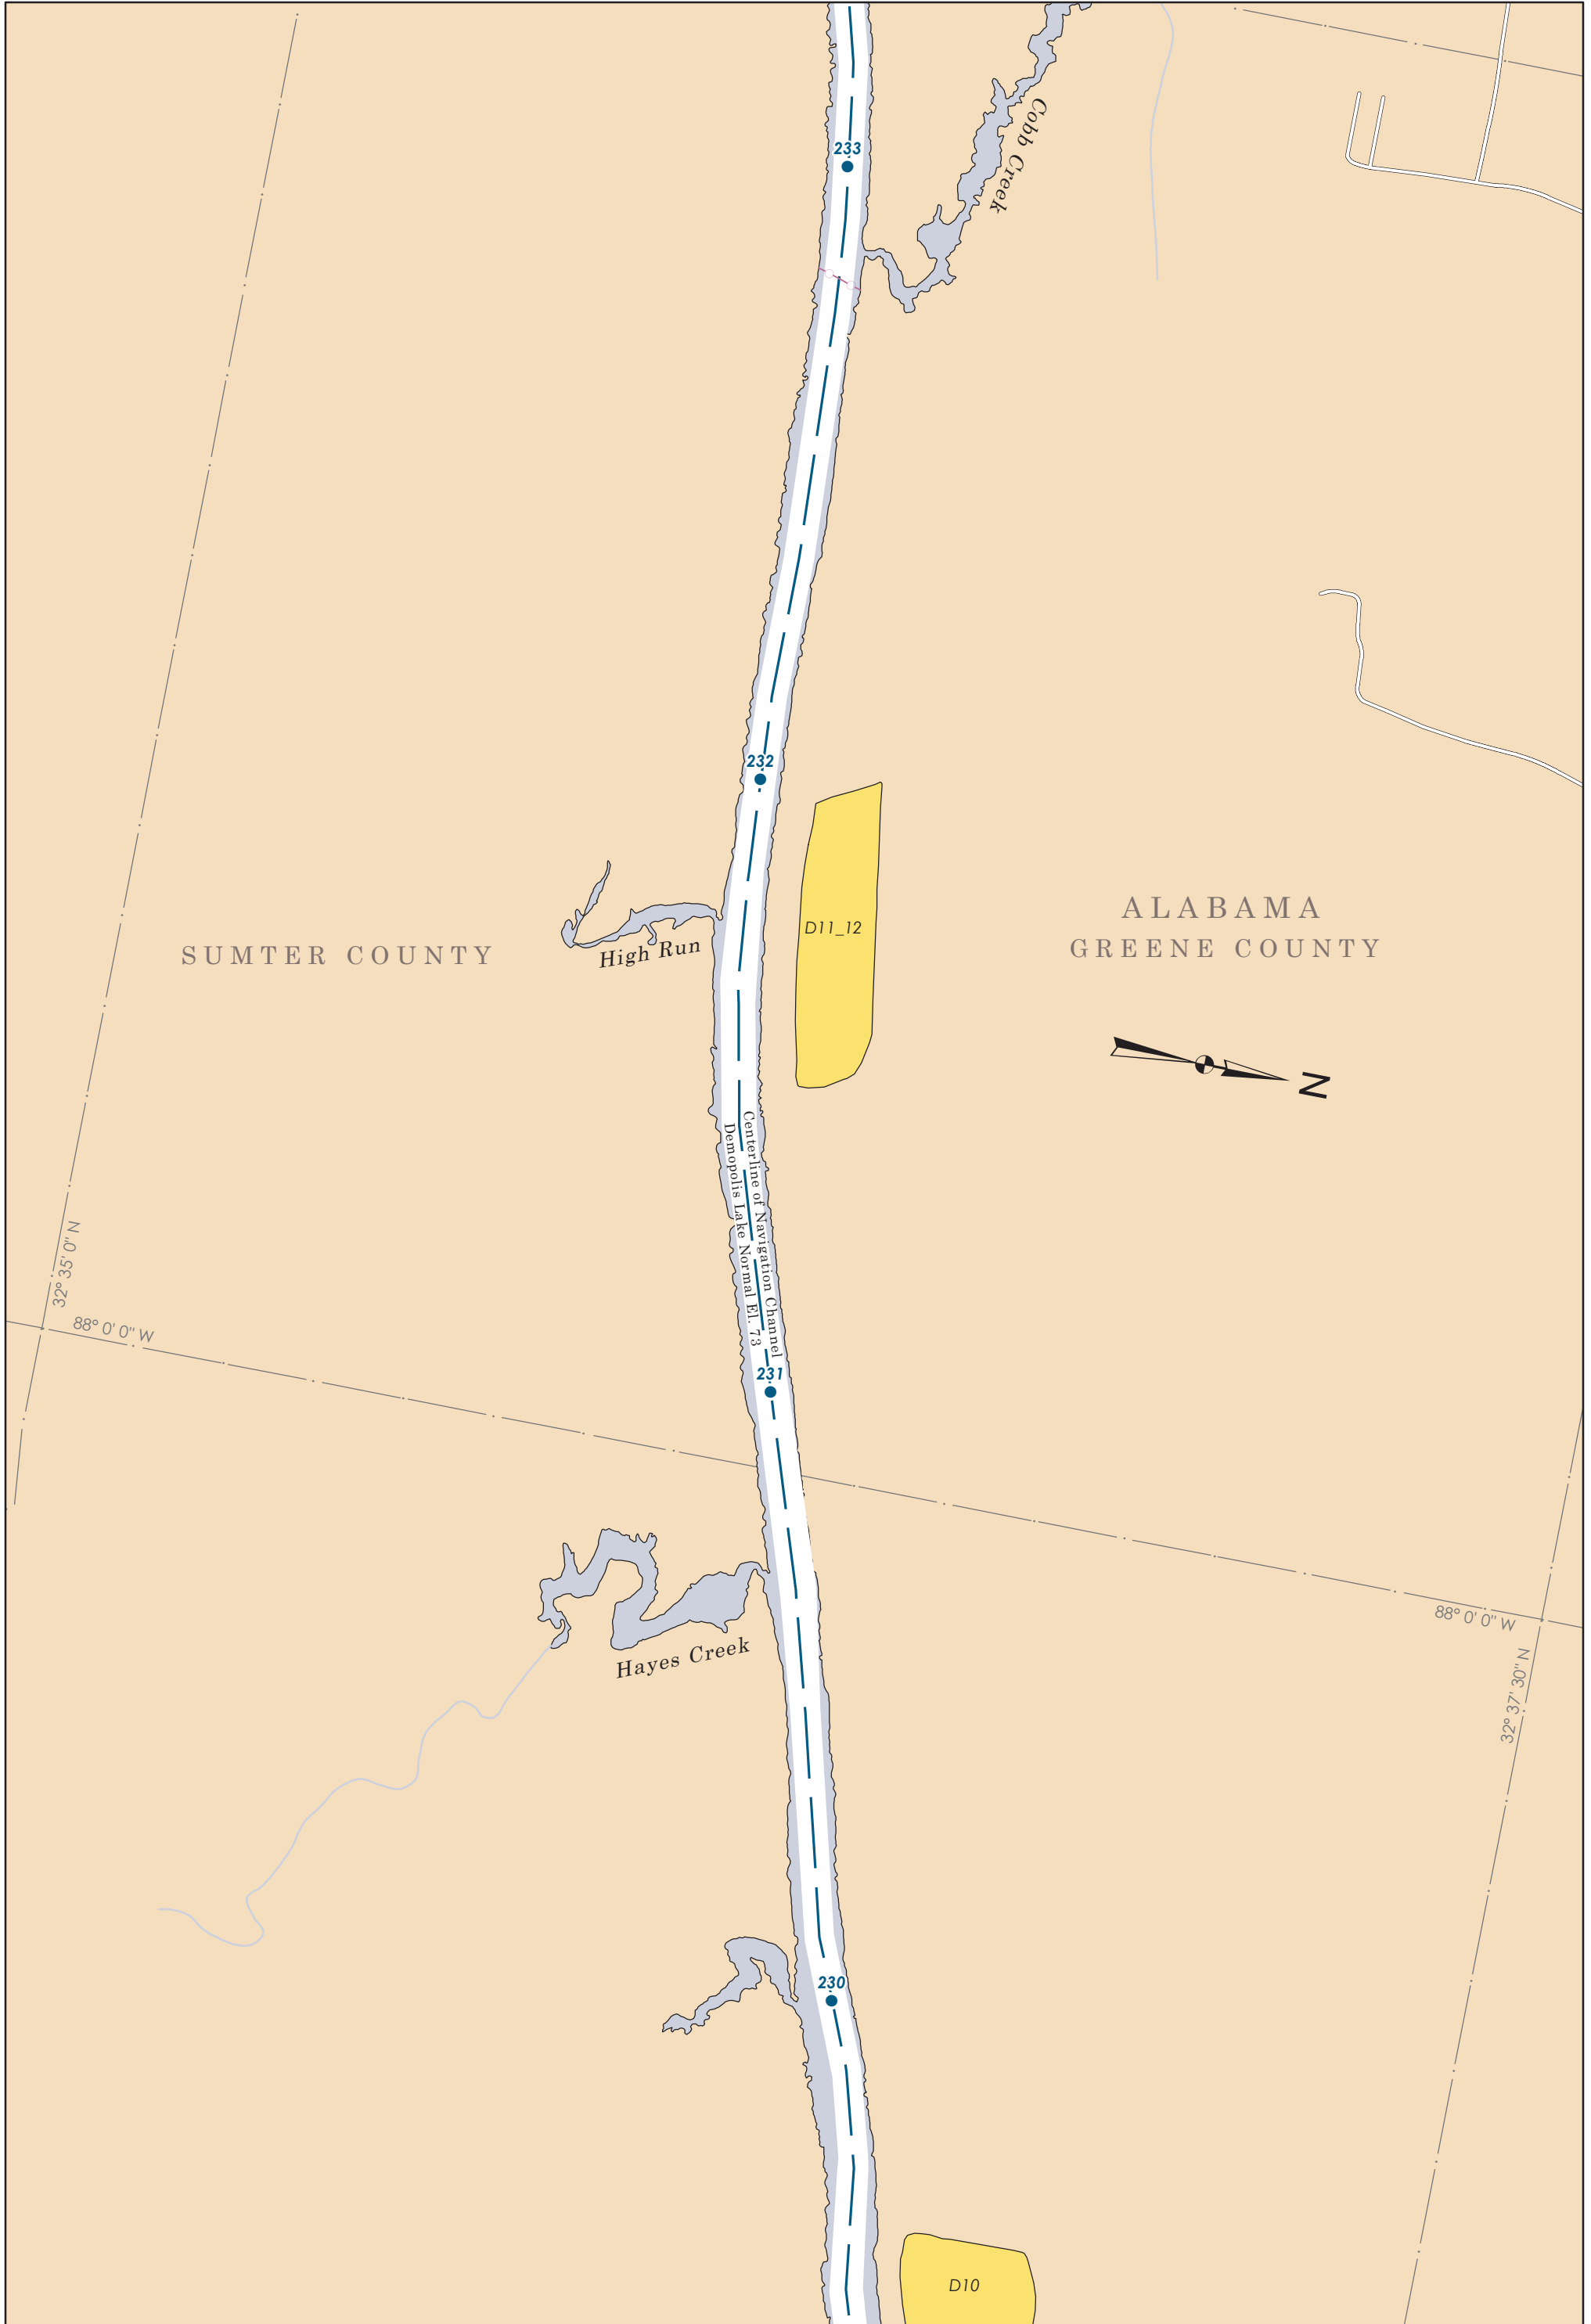 233
Cobb Creek
232
D11_12
ALABAMA
GREENE COUNTY
SUMTER COUNTY
High Run
N
Centerline of Navigation Channel
Demopolis Lake Normal El. 73
32° 35' 0" N
88° 0' 0" W
231
88° 0' 0" W
32° 37' 30" N
Hayes Creek
230
D10